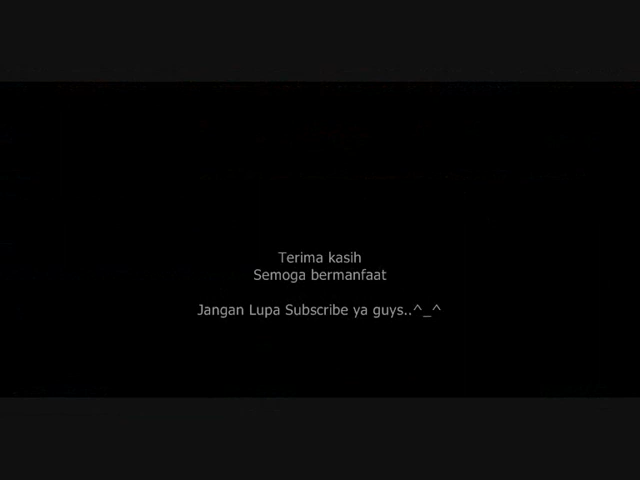 Terima kasih
Semoga bermanfaat
Jangan Lupa Subscribe ya guys..^_^